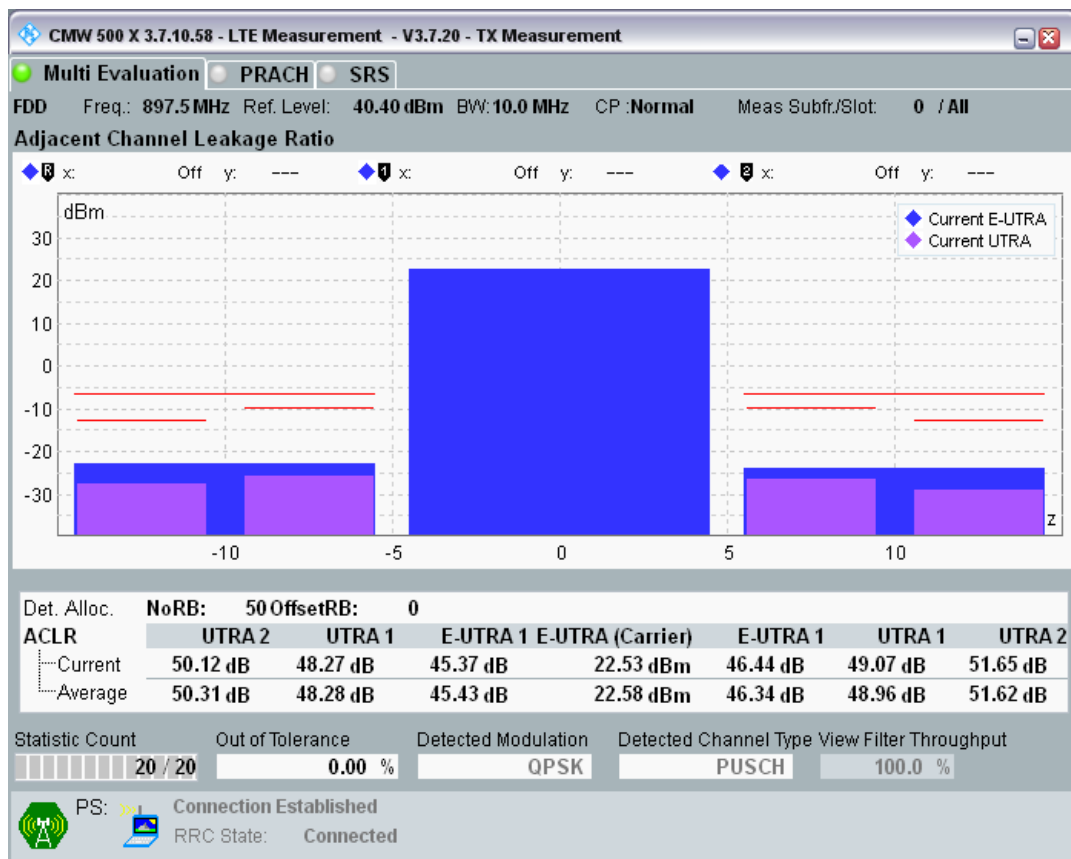 CMW 500 X 3.7.10.58 - LTE Measurement - V3.7.20 - TX Measurement
Multi Evaluation PRACH SRS
FDD Freq.: 897.5 MHz Ref. Level: 40.40 dBm BW: 10.0 MHz CP :Normal Meas Subfr./Slot: 0 / All
Adjacent Channel Leakage Ratio
R x: Off y: --- 1 x: Off y: --- 2 x: Off y: ---
dBm
Current E-UTRA
Current UTRA
30
20
10
0
-10
-20
-30
z
-10 -5 0 5 10
Det. Alloc. NoRB: 50 OffsetRB: 0
ACLR UTRA 2 UTRA 1 E-UTRA 1 E-UTRA (Carrier) E-UTRA 1 UTRA 1 UTRA 2
Current 50.12 dB 48.27 dB 45.37 dB 22.53 dBm 46.44 dB 49.07 dB 51.65 dB
Average 50.31 dB 48.28 dB 45.43 dB 22.58 dBm 46.34 dB 48.96 dB 51.62 dB
Statistic Count Out of Tolerance Detected Modulation Detected Channel Type View Filter Throughput
20 / 20 0.00 % QPSK PUSCH 100.0 %
PS: Connection Established
RRC State: Connected